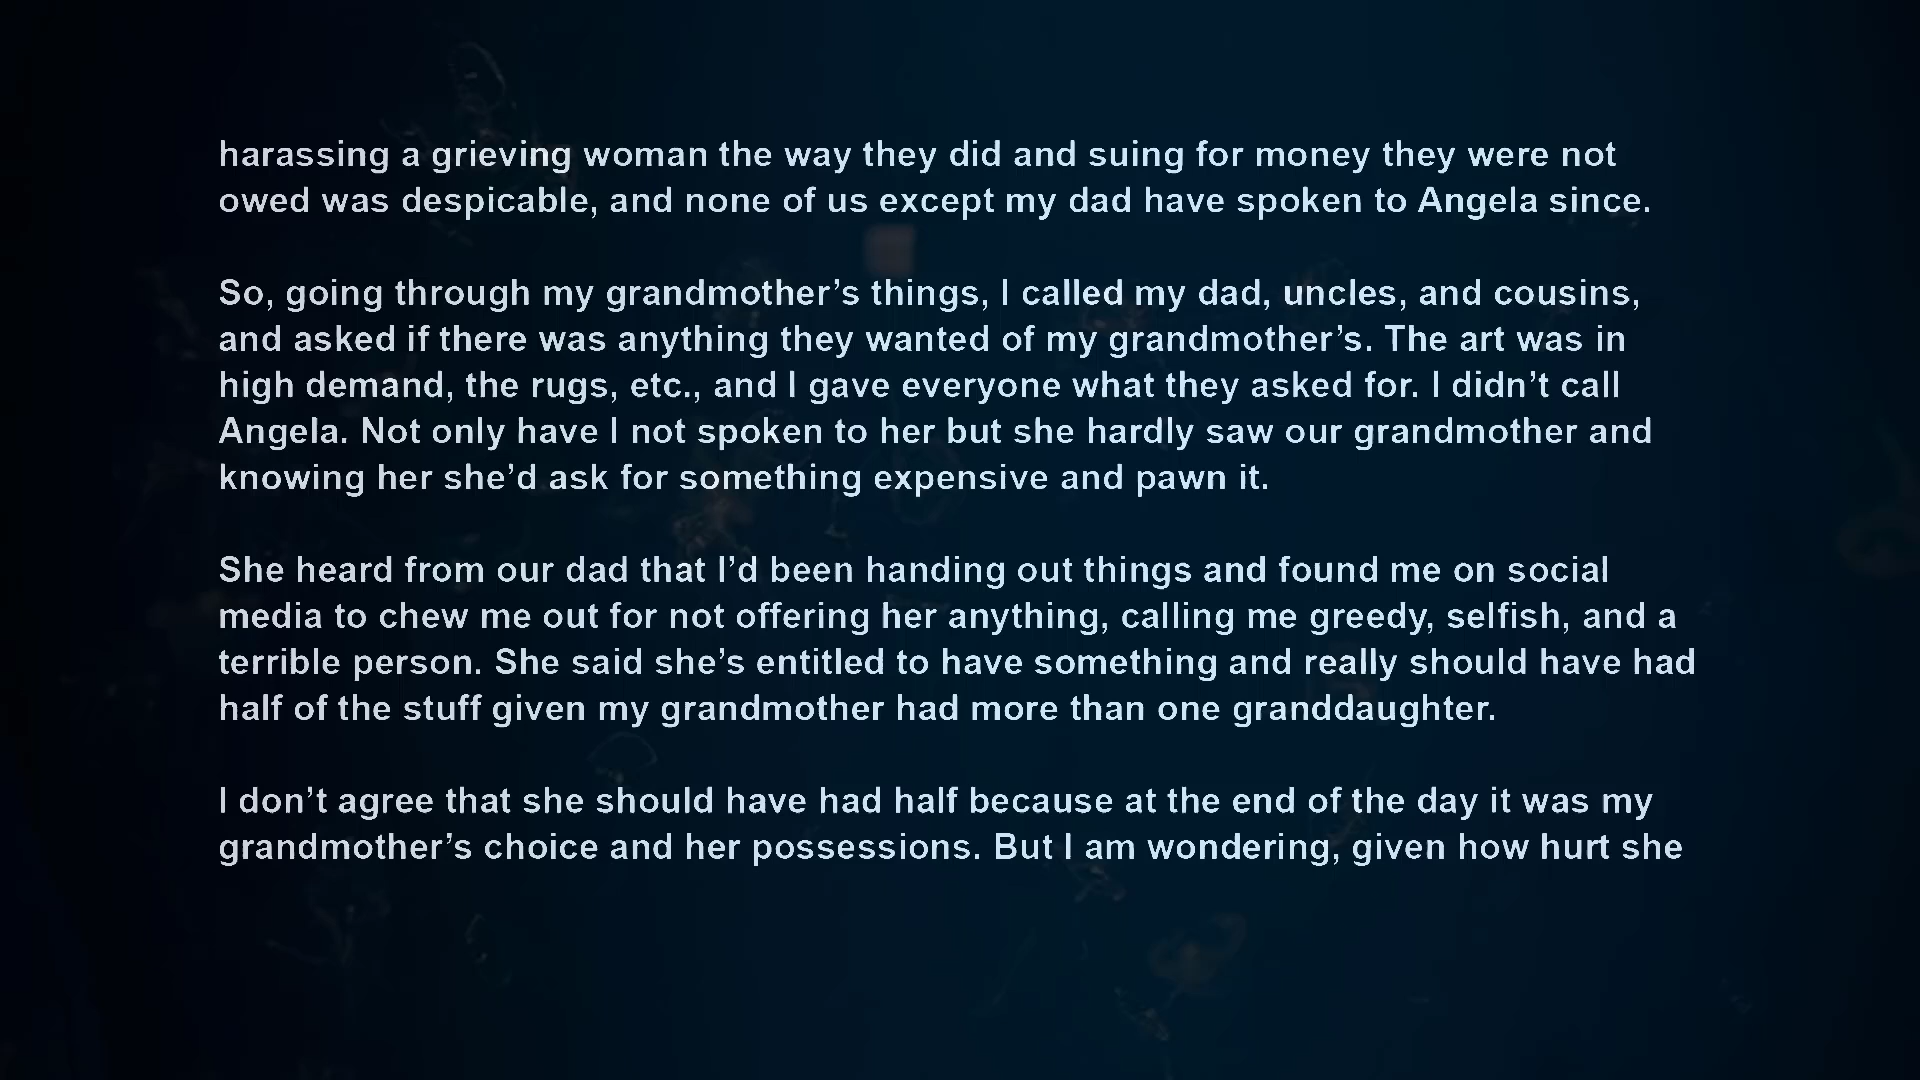 harassing a grieving woman the way they did and suing for money they were not
owed was despicable, and none of us except my dad have spoken to Angela since.
So, going through my grandmother’s things, I called my dad, uncles, and cousins,
and asked if there was anything they wanted of my grandmother’s. The art was in
high demand, the rugs, etc., and I gave everyone what they asked for. I didn’t call
Angela. Not only have I not spoken to her but she hardly saw our grandmother and
knowing her she’d ask for something expensive and pawn it.
She heard from our dad that I’d been handing out things and found me on social
media to chew me out for not offering her anything, calling me greedy, selfish, and a
terrible person. She said she’s entitled to have something and really should have had
half of the stuff given my grandmother had more than one granddaughter.
I don’t agree that she should have had half because at the end of the day it was my
grandmother’s choice and her possessions. But I am wondering, given how hurt she